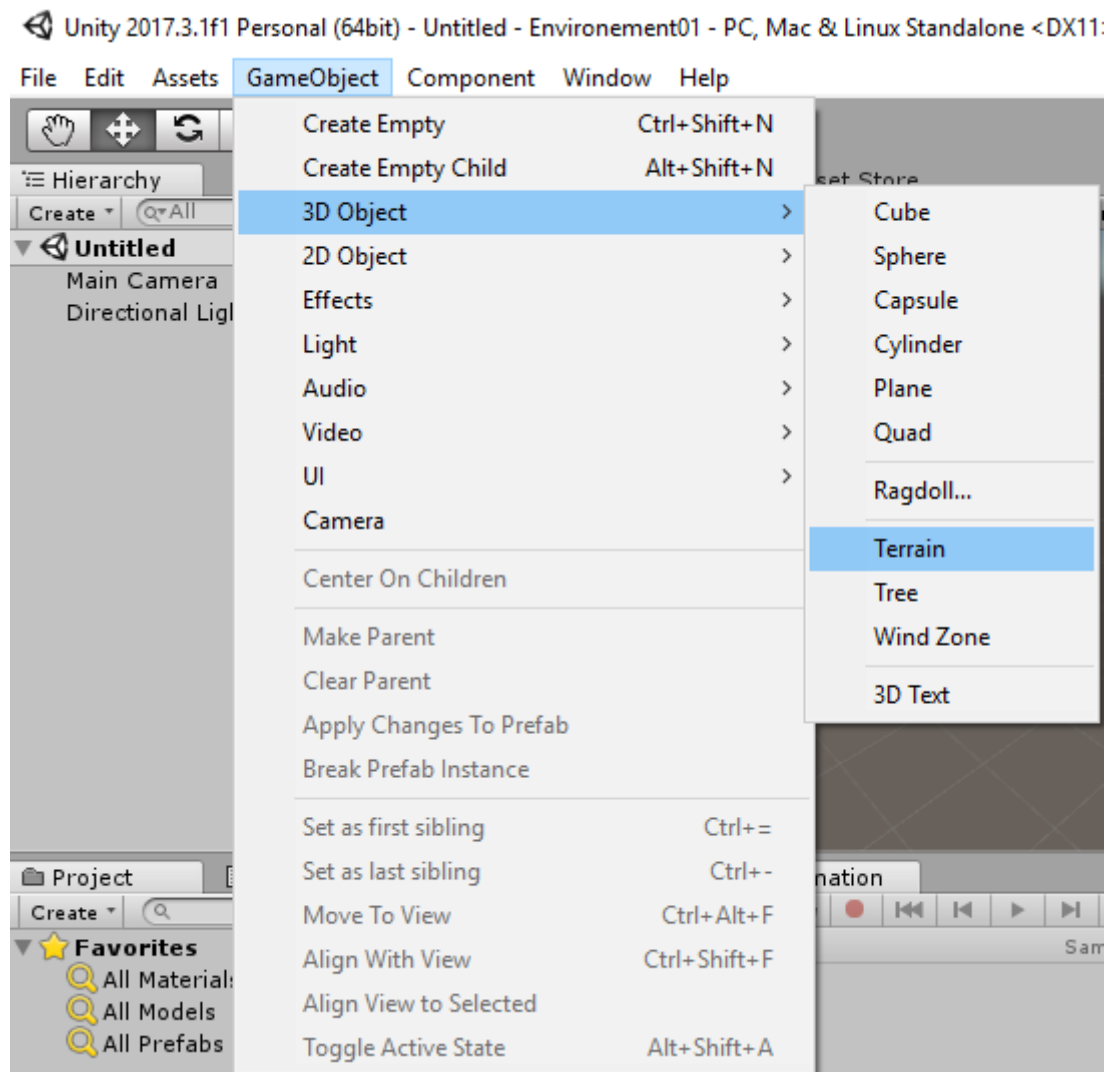 Unity 2017.3.1f1 Personal (64bit) - Untitled - Environement01 - PC, Mac & Linux Standalone <DX11>
File Edit Assets GameObject Component Window Help
Hierarchy
Create All
Untitled
Main Camera
Directional Ligl
Create Empty Ctrl+Shift+N
Create Empty Child Alt+Shift+N
3D Object
2D Object
Effects
Light
Audio
Video
UI
Camera
Center On Children
Make Parent
Clear Parent
Apply Changes To Prefab
Break Prefab Instance
Set as first sibling Ctrl+=
Set as last sibling Ctrl+-
Move To View Ctrl+Alt+F
Align With View Ctrl+Shift+F
Align View to Selected
Toggle Active State Alt+Shift+A
set Store
Cube
Sphere
Capsule
Cylinder
Plane
Quad
Ragdoll...
Terrain
Tree
Wind Zone
3D Text
Project
Create
Favorites
All Materials
All Models
All Prefabs
nation
Sam